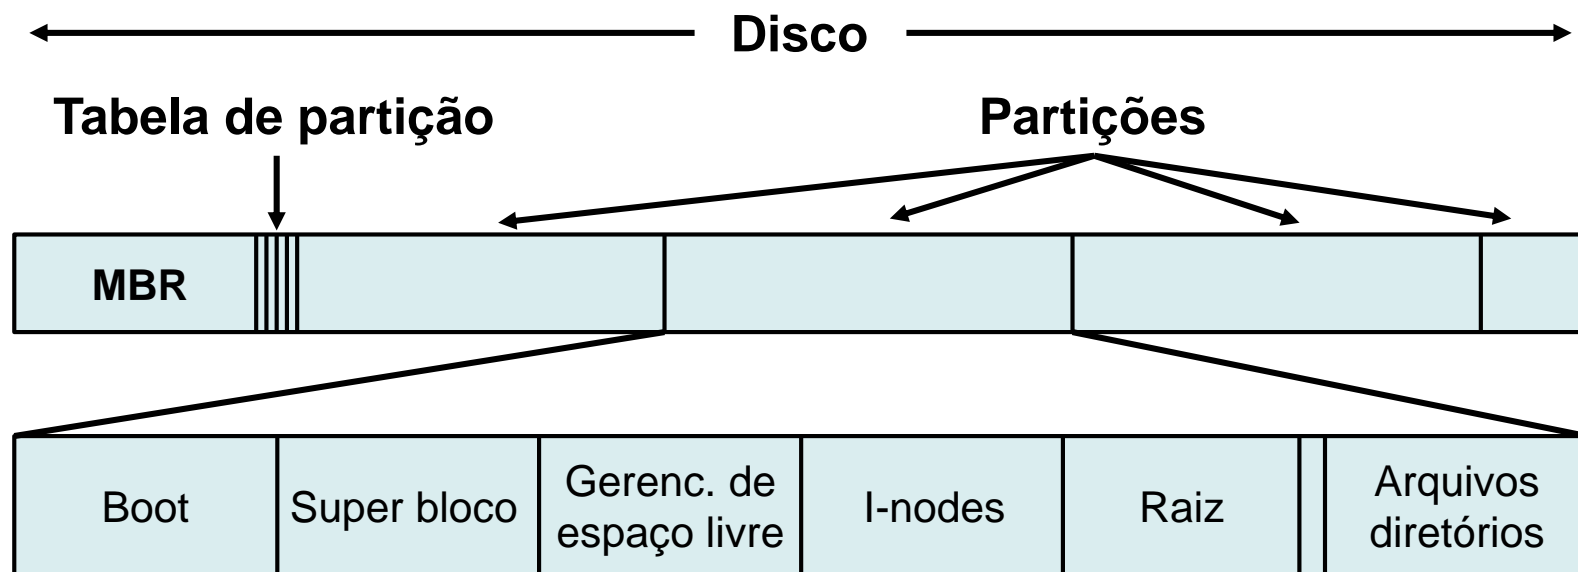 Disco
Tabela de partição
Partições
MBR
Boot
Super bloco
Gerenc. de
espaço livre
I-nodes
Raiz
Arquivos
diretórios